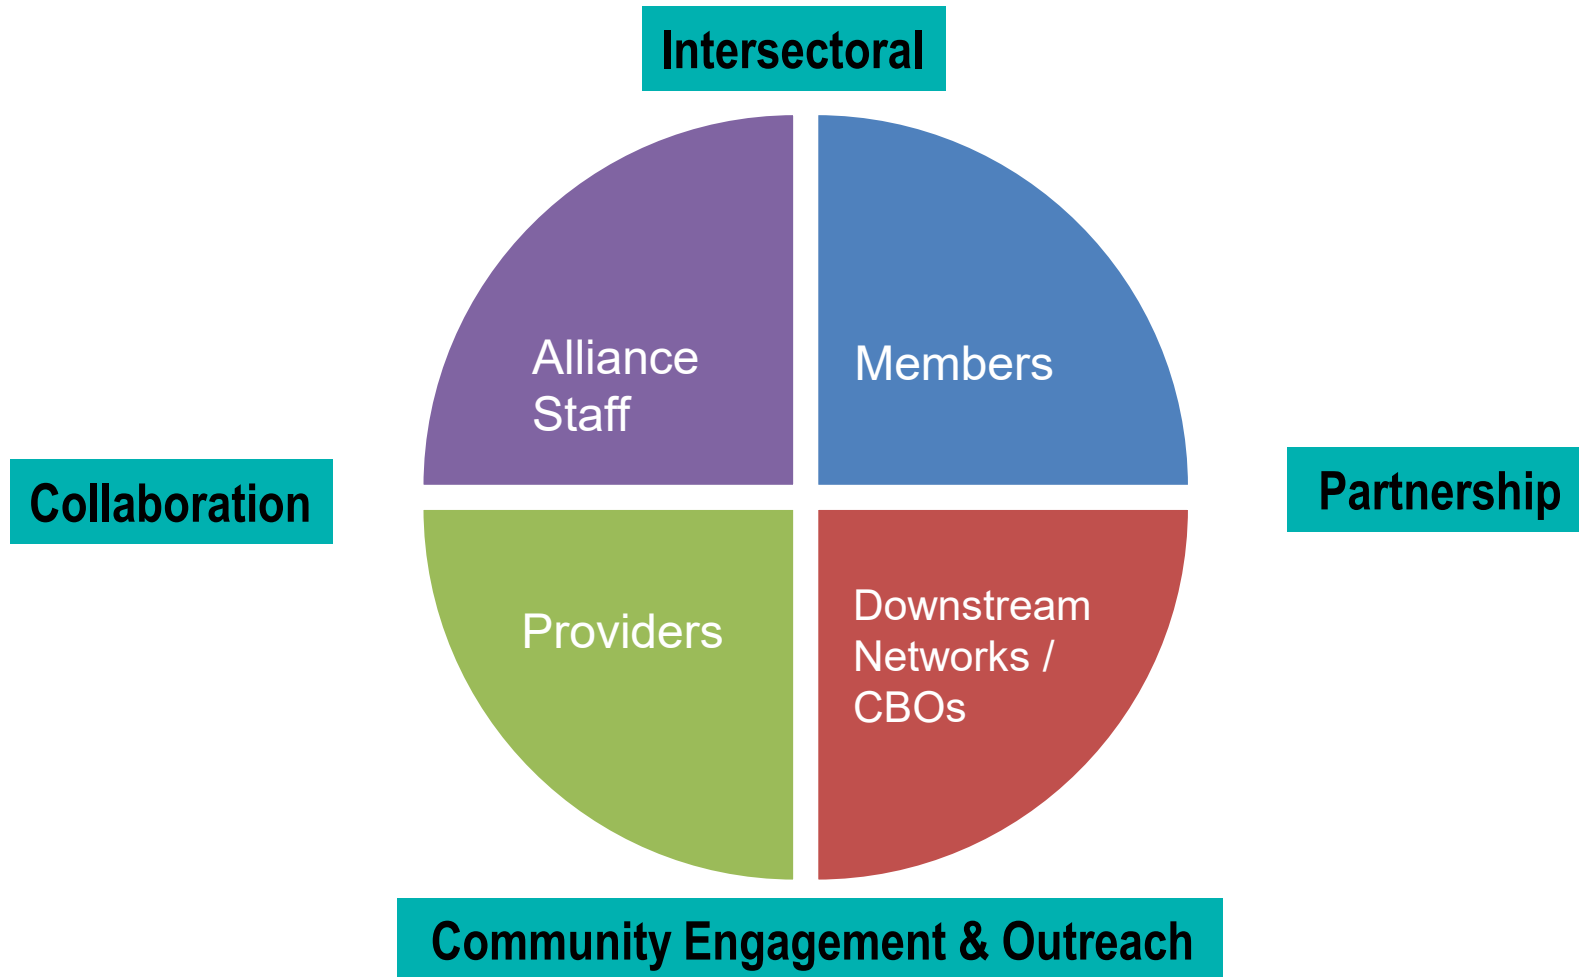 Intersectoral
Alliance
Staff
Members
Collaboration
Partnership
Providers
Downstream
Networks /
CBOs
Community Engagement & Outreach